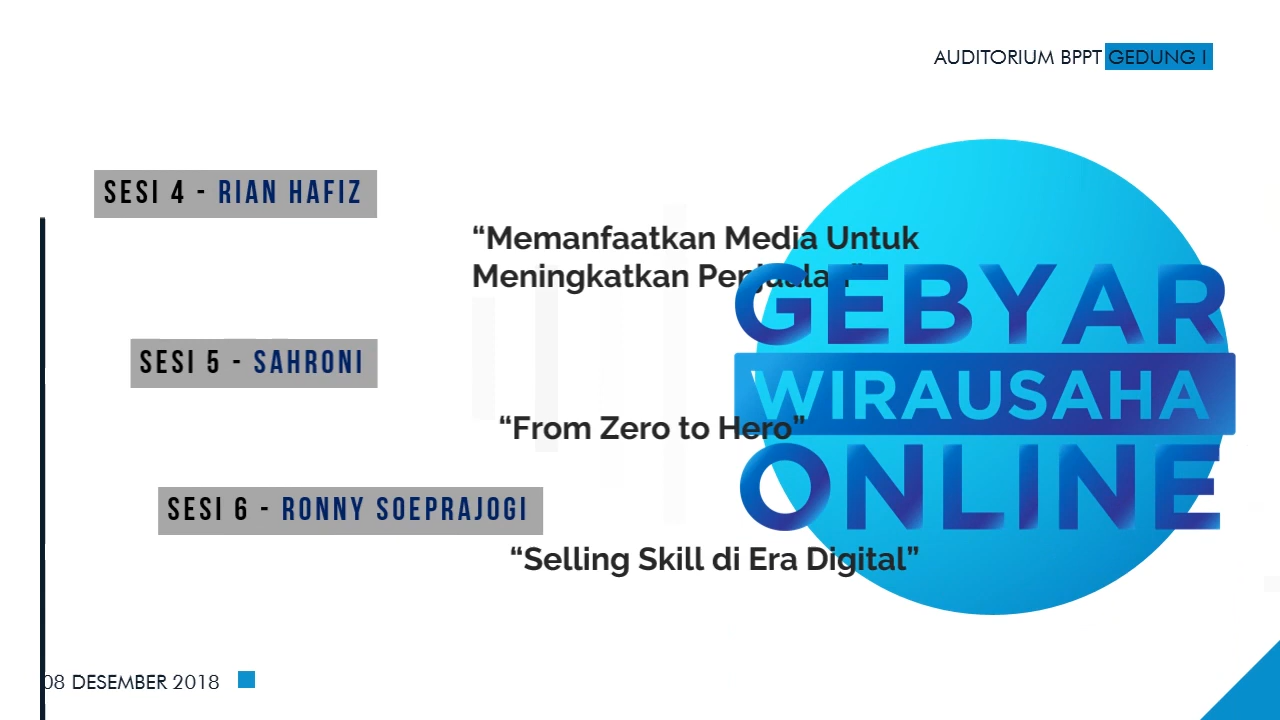 AUDITORIUM BPPT GEDUNG I
SESI 4 - RIAN HAFIZ
“Memanfaatkan Media Untuk
Meningkatkan Penjualan”
GEBYAR
WIRAUSAHA
ONLINE
SESI 5 - SAHRONI
“From Zero to Hero”
SESI 6 - RONNY SOEPRAJOGI
“Selling Skill di Era Digital”
08 DESEMBER 2018